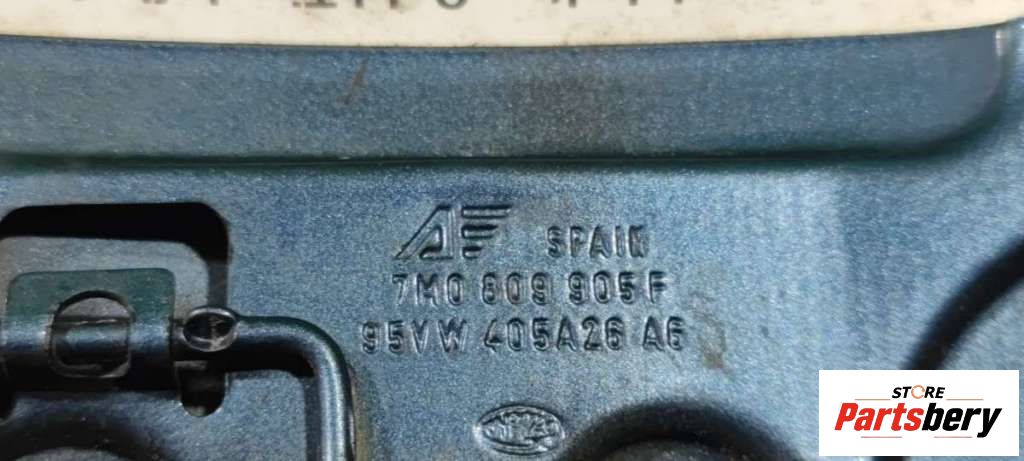 SPAIN
7M0 809 905 F
95VW 405A26 A6
STORE
Partsbery